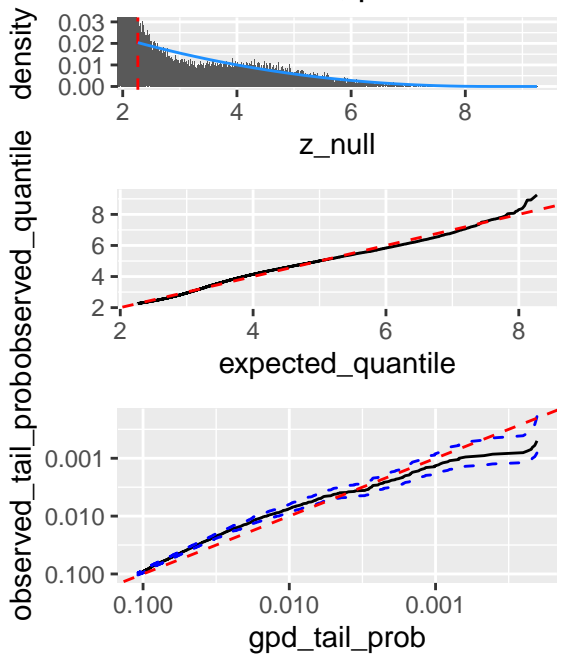 density
0.03
0.02
0.01
0.00
2 4 6 8
z_null
observed_quantile
8
6
4
2
2 4 6 8
expected_quantile
observed_tail_prob
0.001
0.010
0.100
0.100 0.010 0.001
gpd_tail_prob